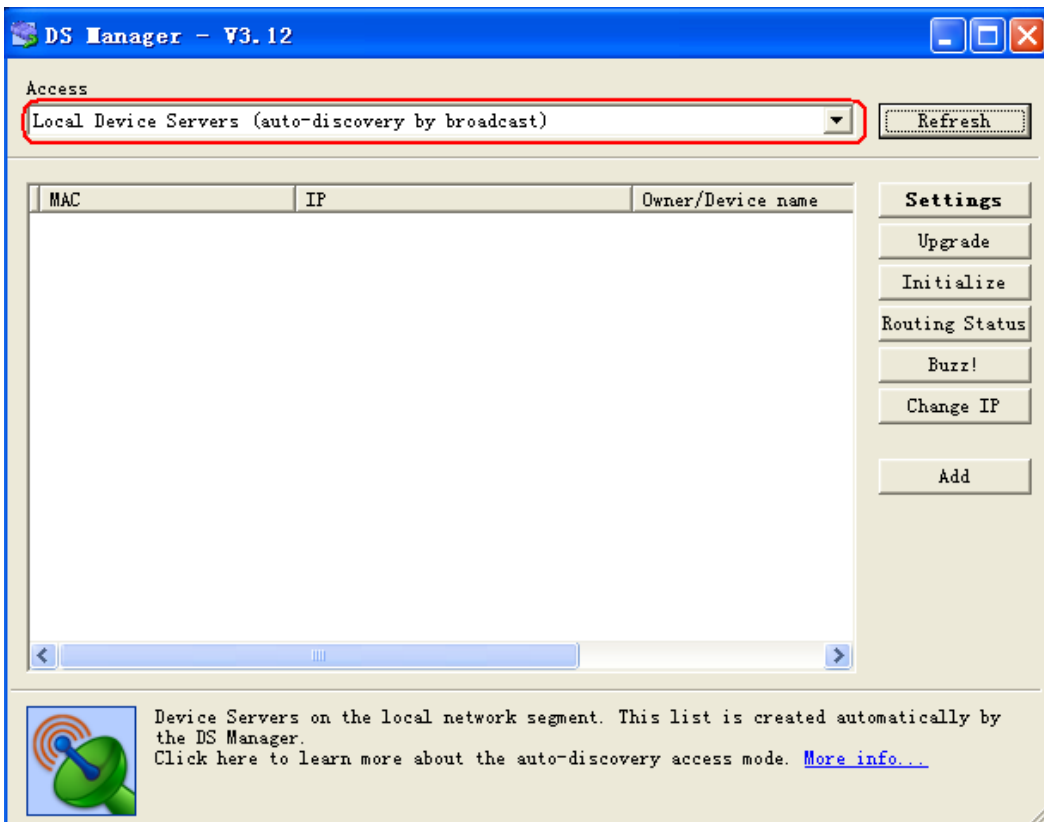 DS Manager - V3.12
Access
Local Device Servers (auto-discovery by broadcast)
Refresh
MAC IP Owner/Device name
Settings
Upgrade
Initialize
Routing Status
Buzz!
Change IP
Add
Device Servers on the local network segment. This list is created automatically by
the DS Manager.
Click here to learn more about the auto-discovery access mode. More info...